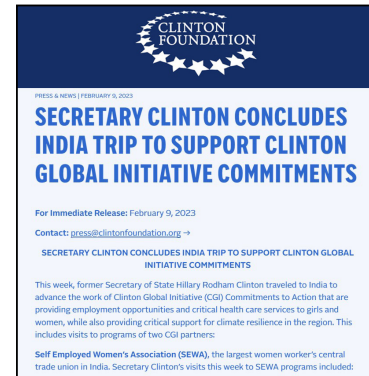 CLINTON
FOUNDATION
PRESS & NEWS | FEBRUARY 9, 2023
SECRETARY CLINTON CONCLUDES
INDIA TRIP TO SUPPORT CLINTON
GLOBAL INITIATIVE COMMITMENTS
For Immediate Release: February 9, 2023
Contact: press@clintonfoundation.org →
SECRETARY CLINTON CONCLUDES INDIA TRIP TO SUPPORT CLINTON GLOBAL
INITIATIVE COMMITMENTS
This week, former Secretary of State Hillary Rodham Clinton traveled to India to
advance the work of Clinton Global Initiative (CGI) Commitments to Action that are
providing employment opportunities and critical health care services to girls and
women, while also providing critical support for climate resilience in the region. This
includes visits to programs of two CGI partners:
Self Employed Women's Association (SEWA), the largest women worker's central
trade union in India. Secretary Clinton's visits this week to SEWA programs included: